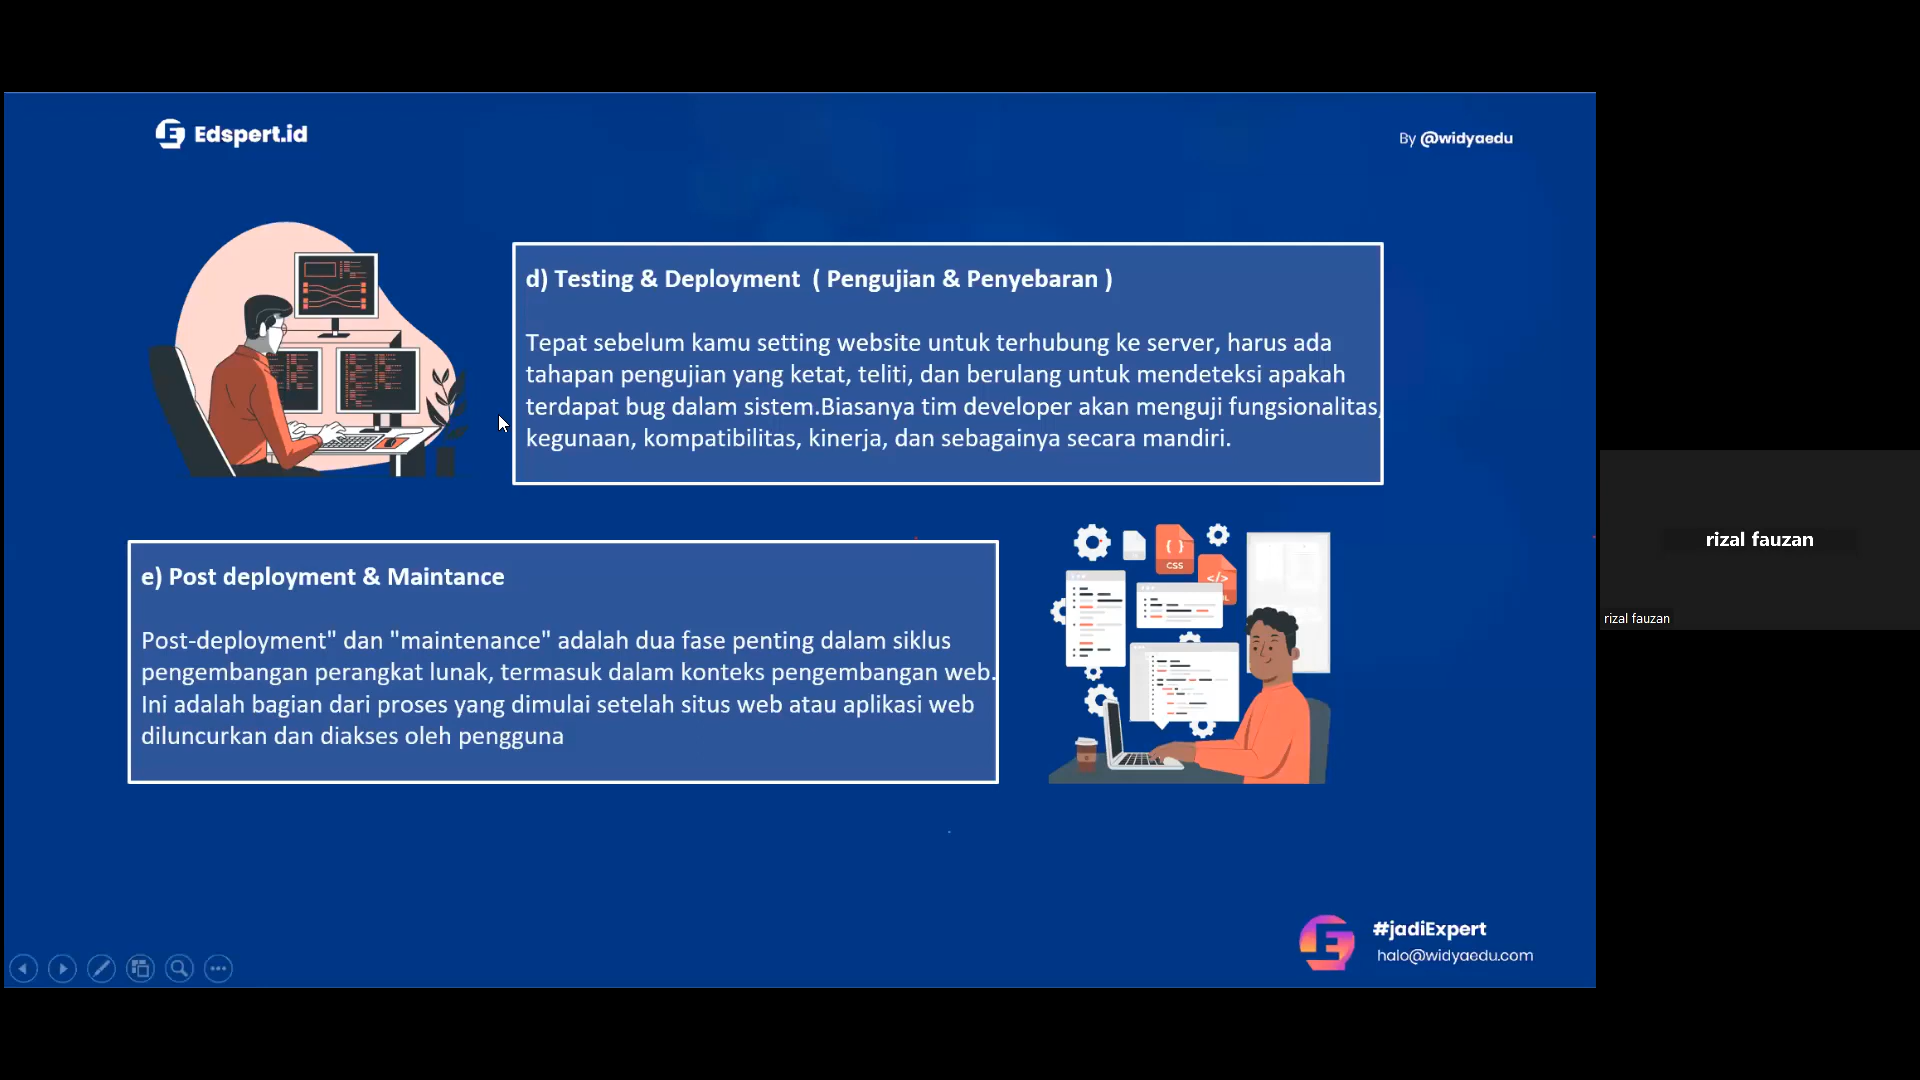 Edspert.id
By @widyaedu
d) Testing & Deployment ( Pengujian & Penyebaran )
Tepat sebelum kamu setting website untuk terhubung ke server, harus ada
tahapan pengujian yang ketat, teliti, dan berulang untuk mendeteksi apakah
terdapat bug dalam sistem.Biasanya tim developer akan menguji fungsionalitas,
kegunaan, kompatibilitas, kinerja, dan sebagainya secara mandiri.
e) Post deployment & Maintance
Post-deployment" dan "maintenance" adalah dua fase penting dalam siklus
pengembangan perangkat lunak, termasuk dalam konteks pengembangan web.
Ini adalah bagian dari proses yang dimulai setelah situs web atau aplikasi web
diluncurkan dan diakses oleh pengguna
{ }
CSS
</>
rizal fauzan
rizal fauzan
#jadiExpert
halo@widyaedu.com